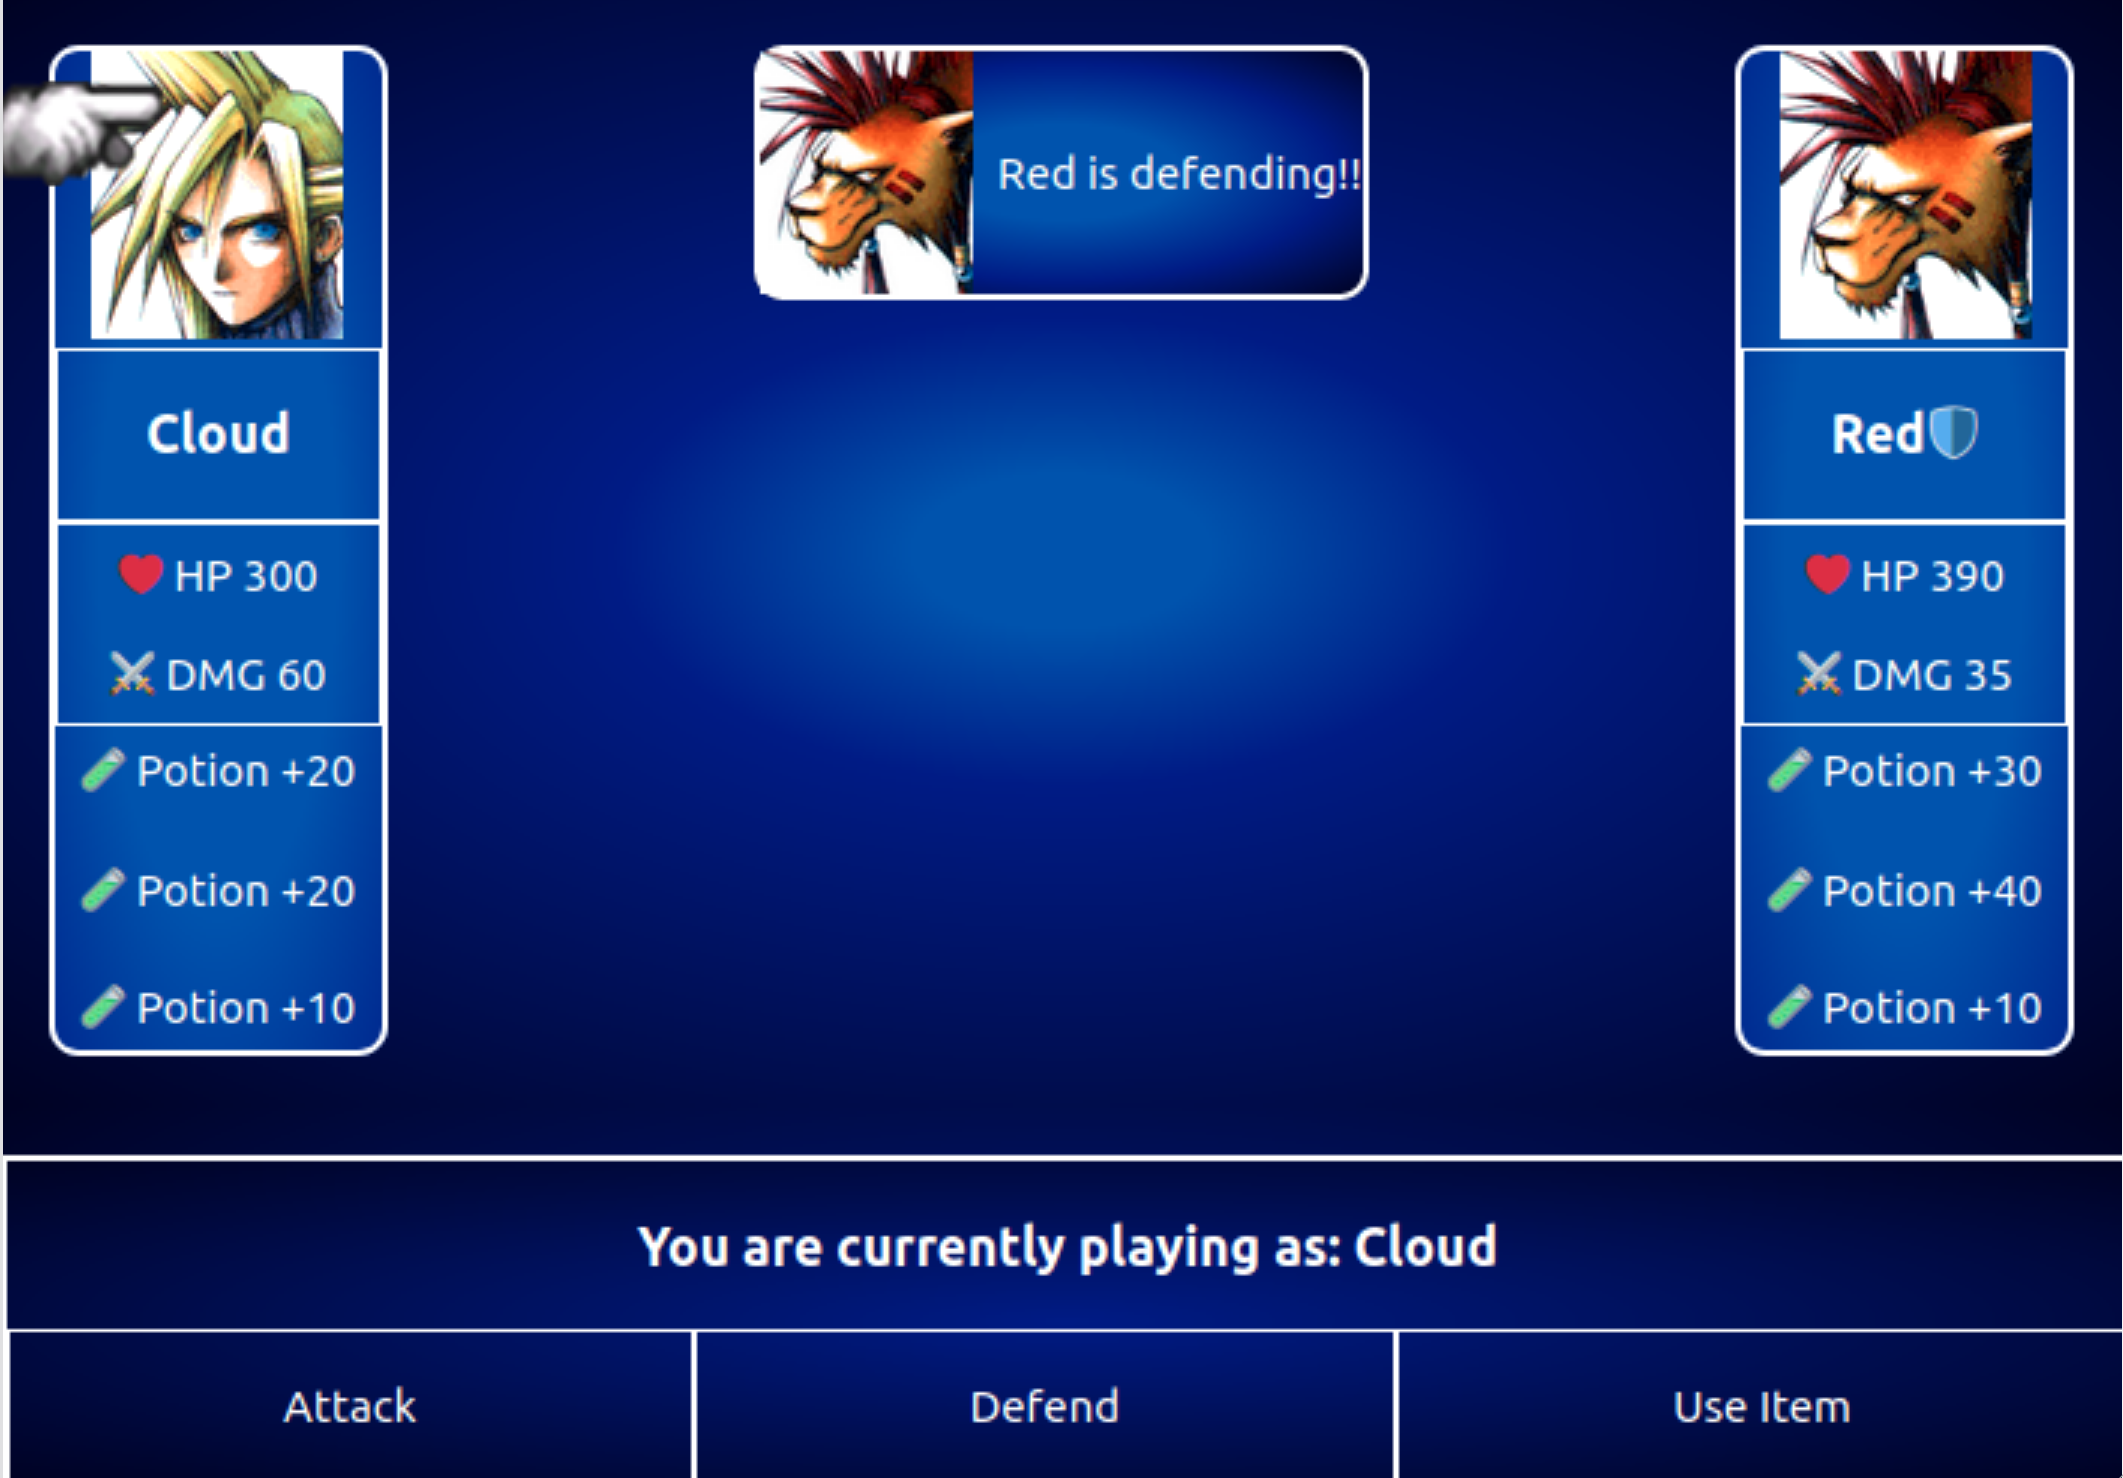 Red is defending!!
Cloud
HP 300
DMG 60
Potion +20
Potion +20
Potion +10
Red
HP 390
DMG 35
Potion +30
Potion +40
Potion +10
You are currently playing as: Cloud
Attack
Defend
Use Item